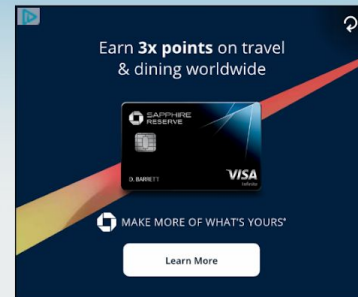 Earn 3x points on travel
& dining worldwide
SAPPHIRE
RESERVE
D. BARRETT
VISA
Infinite
MAKE MORE OF WHAT'S YOURS®
Learn More